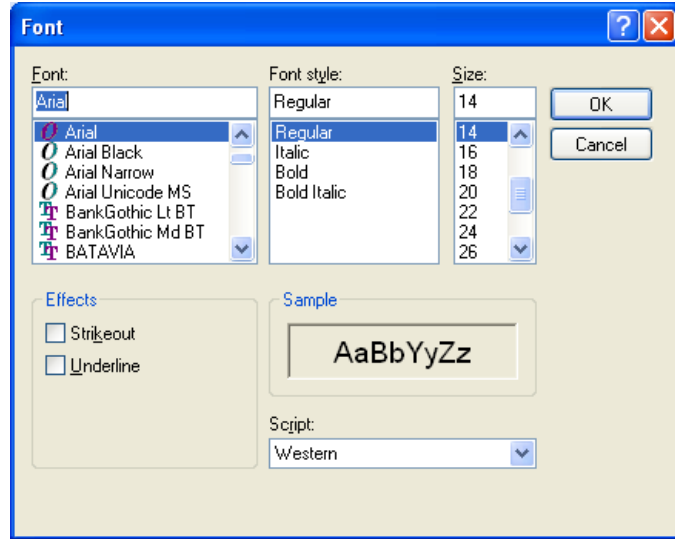 Font
Font:
Font style:
Size:
Arial
Regular
14
OK
Cancel
Arial
Arial Black
Arial Narrow
Arial Unicode MS
BankGothic Lt BT
BankGothic Md BT
BATAVIA
Regular
Italic
Bold
Bold Italic
14
16
18
20
22
24
26
Effects
Strikeout
Underline
Sample
AaBbYyZz
Script:
Western